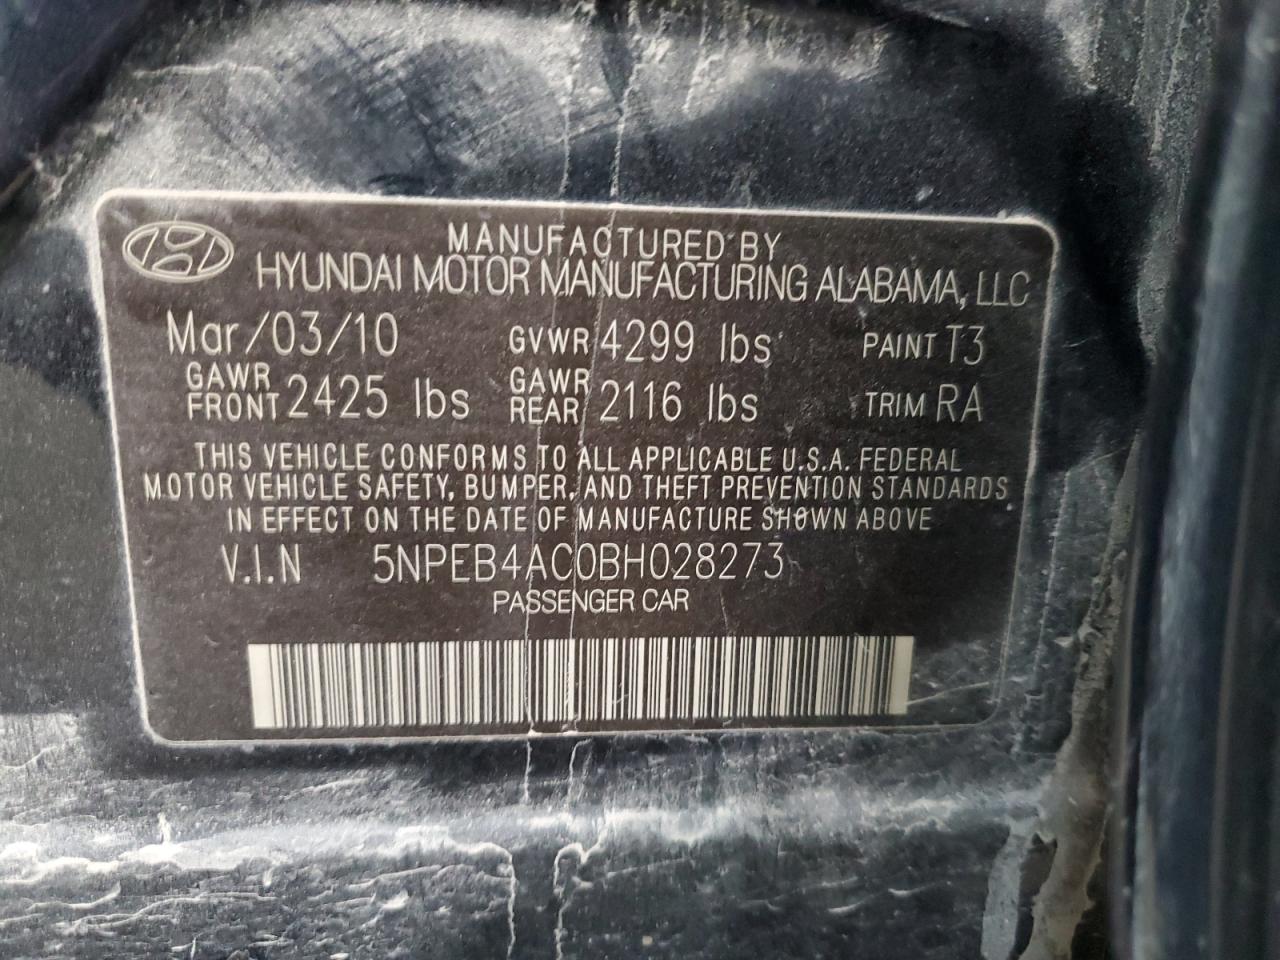 MANUFACTURED BY
HYUNDAI MOTOR MANUFACTURING ALABAMA, LLC
Mar/03/10 GVWR 4299 lbs PAINT T3
GAWR FRONT 2425 lbs GAWR REAR 2116 lbs TRIM RA
THIS VEHICLE CONFORMS TO ALL APPLICABLE U.S.A. FEDERAL
MOTOR VEHICLE SAFETY, BUMPER, AND THEFT PREVENTION STANDARDS
IN EFFECT ON THE DATE OF MANUFACTURE SHOWN ABOVE
V.I.N 5NPEB4AC0BH028273
PASSENGER CAR